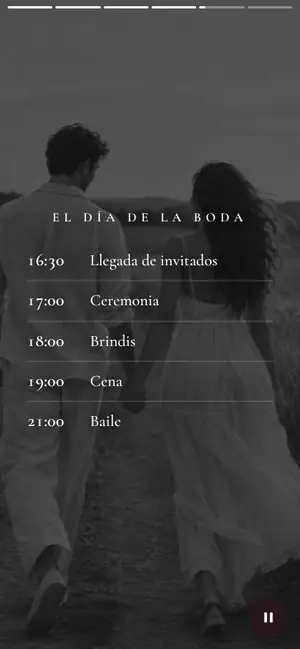 EL DÍA DE LA BODA
16:30 Llegada de invitados
17:00 Ceremonia
18:00 Brindis
19:00 Cena
21:00 Baile